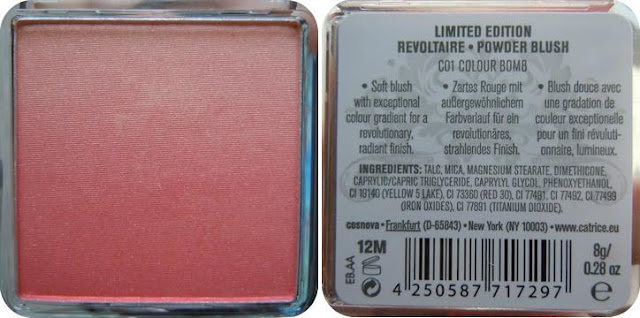 LIMITED EDITION
REVOLTAIRE • POWDER BLUSH
C01 COLOUR BOMB
• Soft blush
with exceptional
colour gradient for a
revolutionary,
radiant finish.
• Zartes Rouge mit
außergewöhnlichem
Farbverlauf für ein
revolutionäres,
strahlendes Finish.
• Blush douce avec
une gradation de
couleur exceptionelle
pour un fini révoluti-
onnaire, lumineux.
INGREDIENTS: TALC, MICA, MAGNESIUM STEARATE, DIMETHICONE,
CAPRYLIC/CAPRIC TRIGLYCERIDE, CAPRYLYL GLYCOL, PHENOXYETHANOL,
CI 19140 (YELLOW 5 LAKE), CI 73360 (RED 30), CI 77491, CI 77492, CI 77499
(IRON OXIDES), CI 77891 (TITANIUM DIOXIDE).
cosnova • Frankfurt (D-65843) • New York (NY 10003) • www.catrice.eu
E8.AA
12M
8g/
0.28 oz
4 250587 717297 e